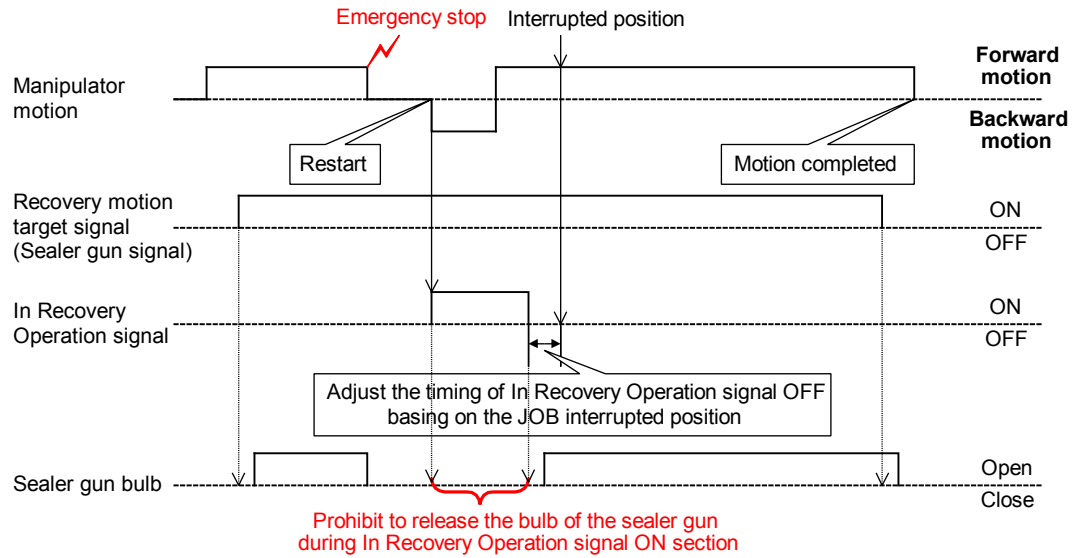 Emergency stop
Interrupted position
Manipulator
motion
Forward
motion
Backward
motion
Restart
Motion completed
Recovery motion
target signal
(Sealer gun signal)
ON
OFF
In Recovery
Operation signal
ON
OFF
Adjust the timing of In Recovery Operation signal OFF
basing on the JOB interrupted position
Sealer gun bulb
Open
Close
Prohibit to release the bulb of the sealer gun
during In Recovery Operation signal ON section